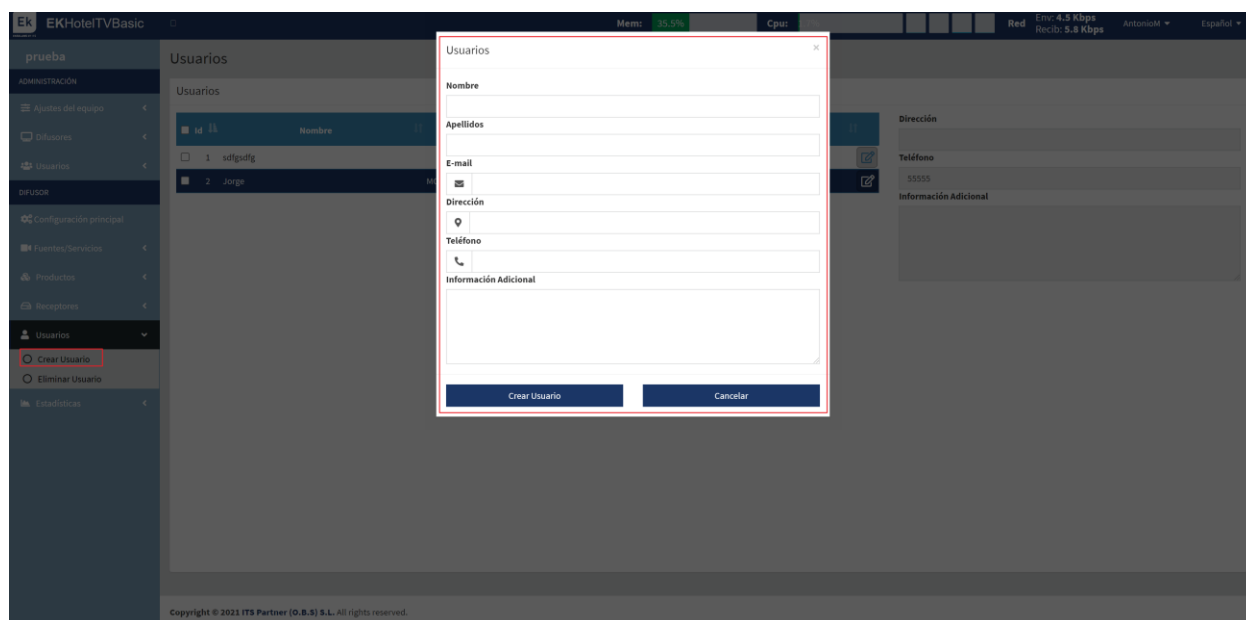 Ek EKHotelTVBasic
Mem: 35.5% Cpu:
Red Env: 4.5 Kbps
Recib: 5.8 Kbps
AntonioM Español
prueba
ADMINISTRACIÓN
Ajustes del equipo
Difusores
Usuarios
DIFUSOR
Configuración principal
Fuentes/Servicios
Productos
Receptores
Usuarios
Crear Usuario
Eliminar Usuario
Estadísticas
Usuarios
Usuarios
Id Nombre
1 sdfgsdfg
2 Jorge
Usuarios ×
Nombre
Apellidos
E-mail
Dirección
Teléfono
Información Adicional
Crear Usuario Cancelar
Dirección
Teléfono
55555
Información Adicional
Copyright © 2021 ITS Partner (O.B.S) S.L. All rights reserved.